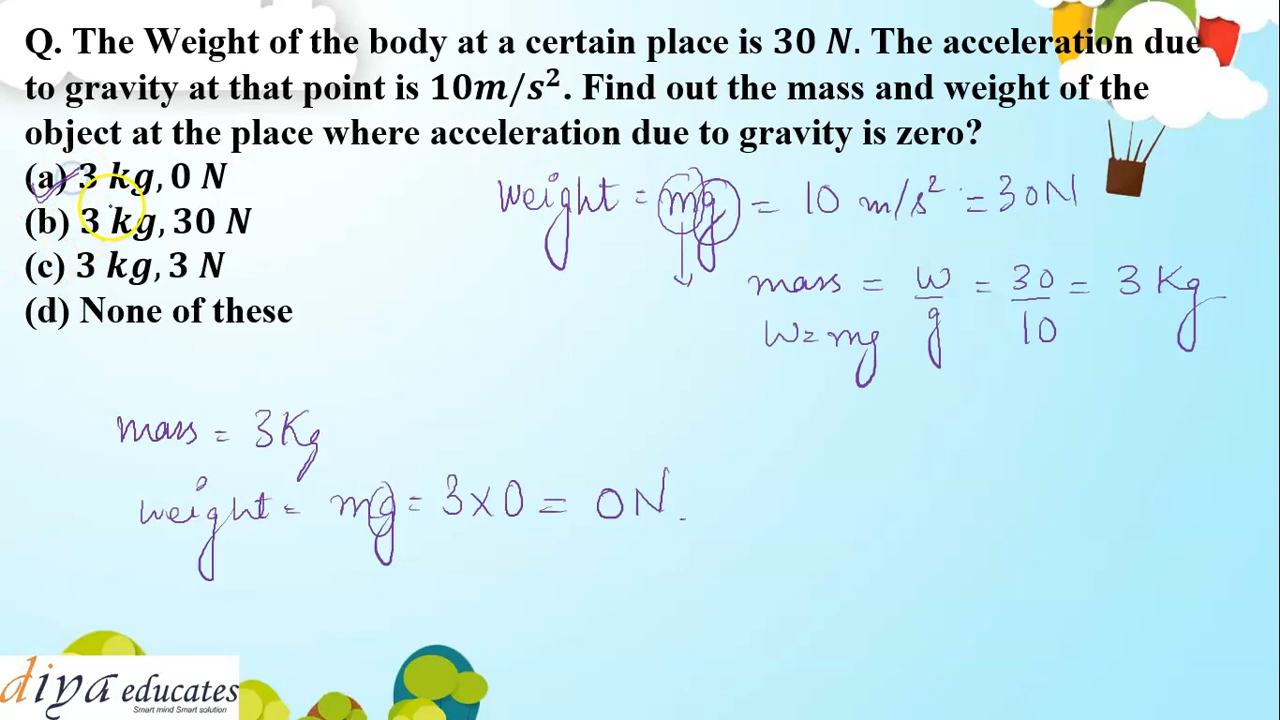 Q. The Weight of the body at a certain place is 30 N. The acceleration due
to gravity at that point is 10m/s². Find out the mass and weight of the
object at the place where acceleration due to gravity is zero?
(a) 3 kg, 0 N
(b) 3 kg, 30 N
(c) 3 kg, 3 N
(d) None of these
weight = mg = 10 m/s² = 30N
mass = w/g = 30/10 = 3 Kg
W= mg
mass = 3Kg
weight = mg = 3×0 = 0N.
diya educates
Smart mind Smart solution